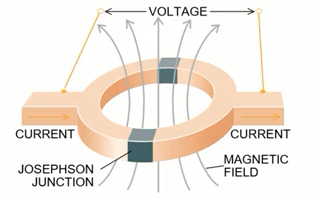 VOLTAGE
CURRENT
CURRENT
JOSEPHSON
JUNCTION
MAGNETIC
FIELD